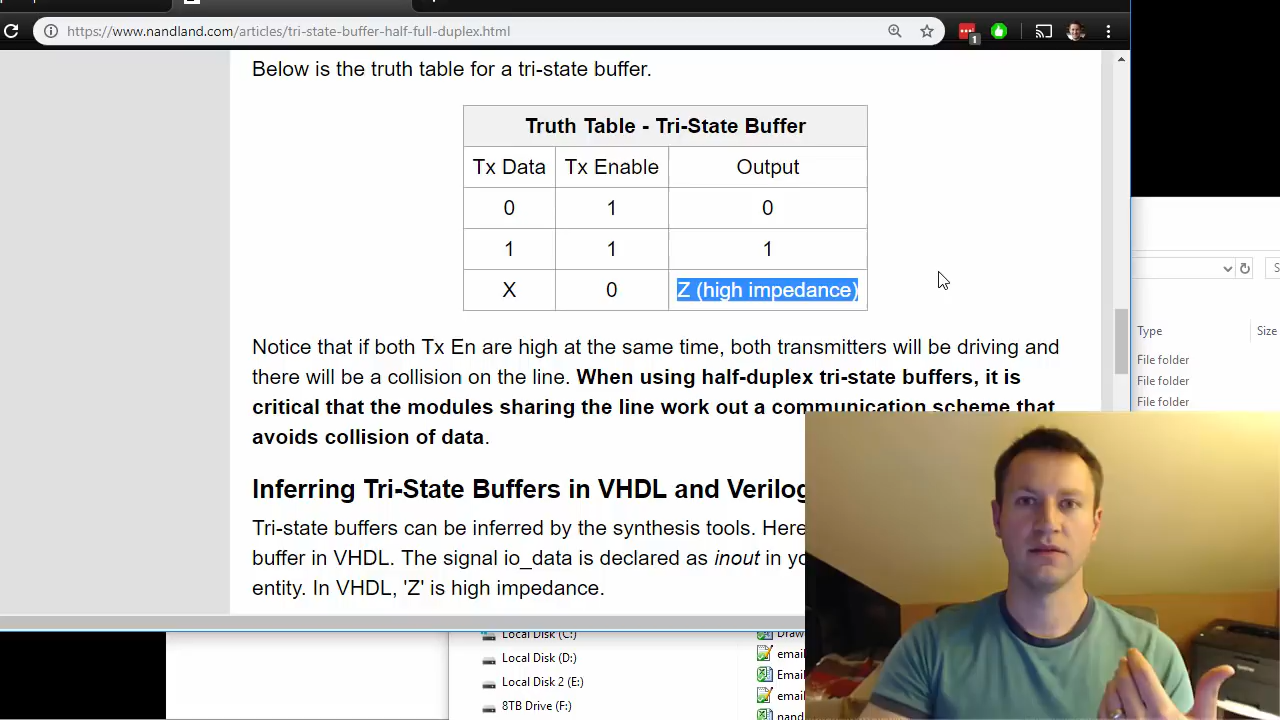 https://www.nandland.com/articles/tri-state-buffer-half-full-duplex.html
1
Below is the truth table for a tri-state buffer.
Truth Table - Tri-State Buffer
Tx Data Tx Enable Output
0 1 0
1 1 1
X 0 Z (high impedance)
Notice that if both Tx En are high at the same time, both transmitters will be driving and
there will be a collision on the line. When using half-duplex tri-state buffers, it is
critical that the modules sharing the line work out a communication scheme that
avoids collision of data.
Inferring Tri-State Buffers in VHDL and Verilog
Tri-state buffers can be inferred by the synthesis tools. Here
buffer in VHDL. The signal io_data is declared as inout in yo
entity. In VHDL, 'Z' is high impedance.
S
Type Size
File folder
File folder
File folder
Local Disk (C:)
Local Disk (D:)
Local Disk 2 (E:)
8TB Drive (F:)
Draw
email
Email
email
nand